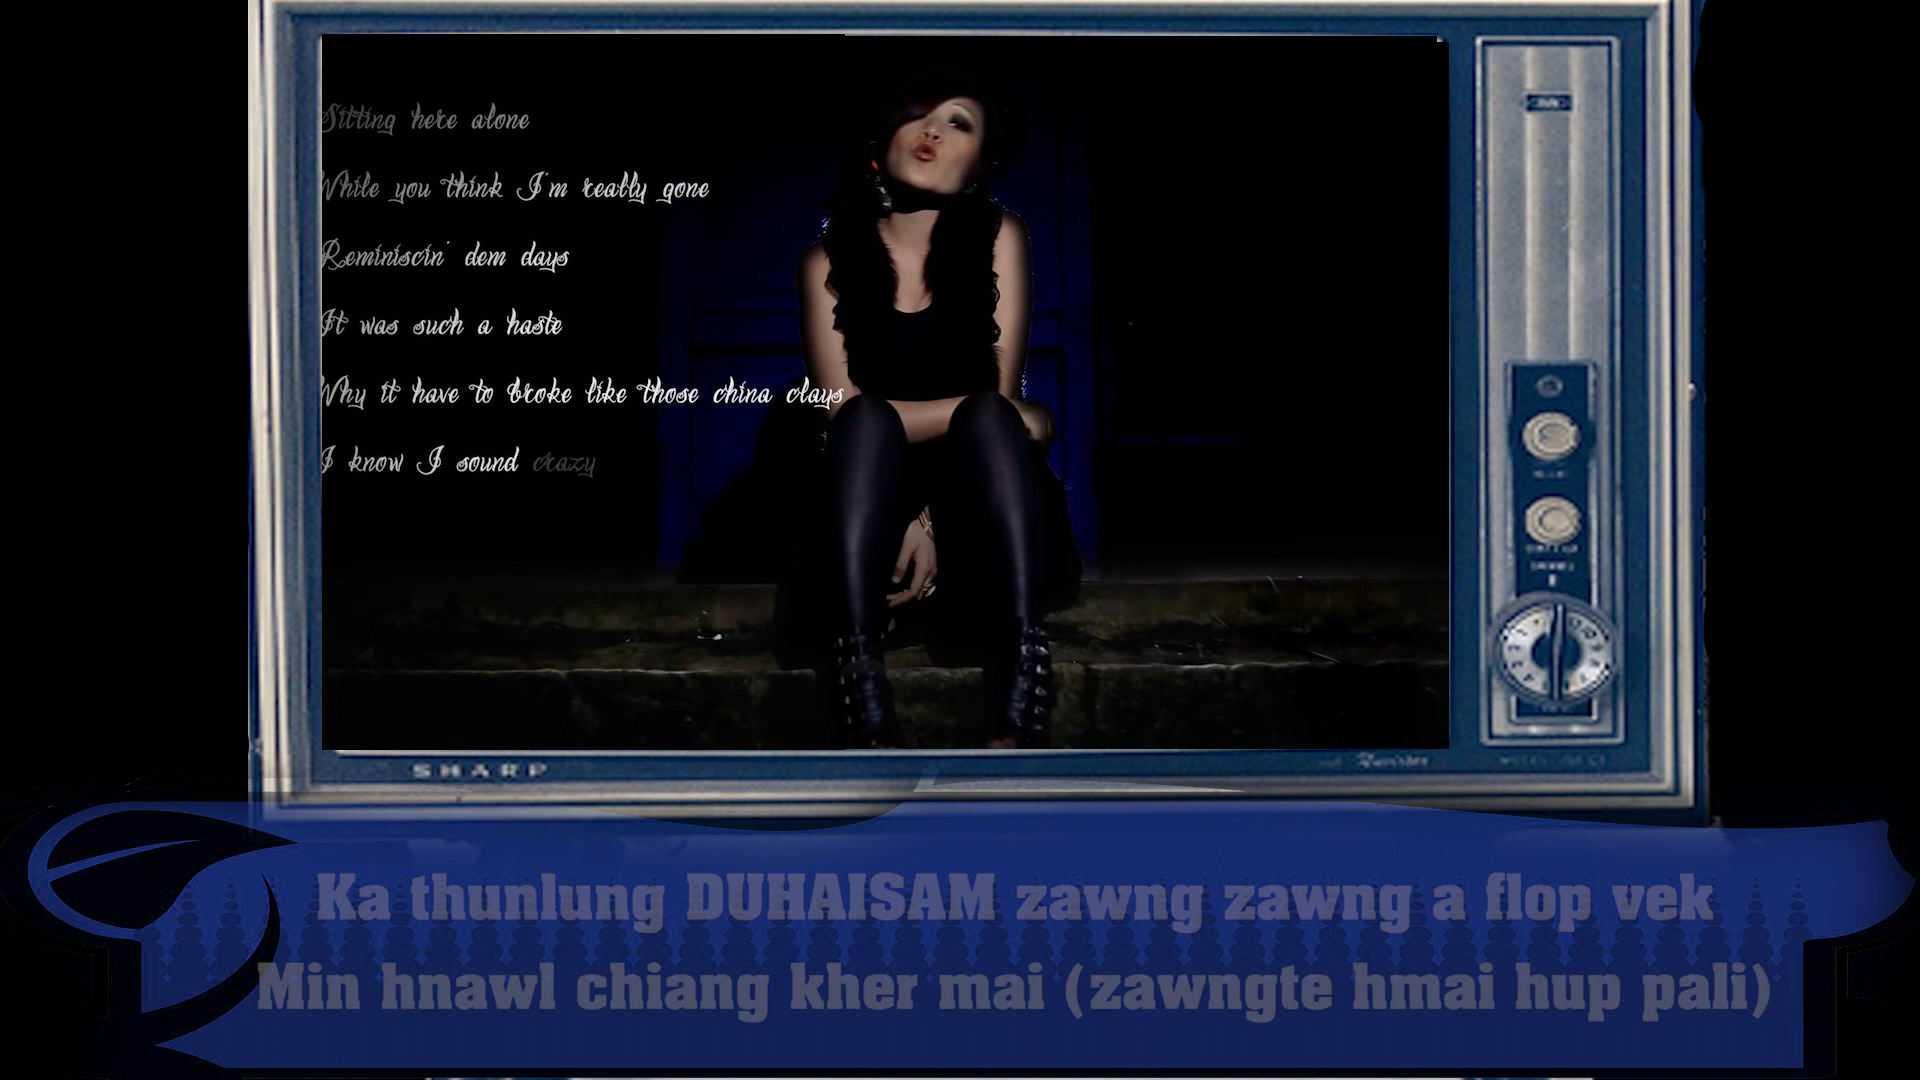 Sitting here alone
While you think I'm really gone
Reminiscin' dem days
It was such a haste
Why it have to broke like those china clays
I know I sound crazy
SHARP
Ka thunlung DUHAISAM zawng zawng a flop vek
Min hnawl chiang kher mai (zawngte hmai hup pali)